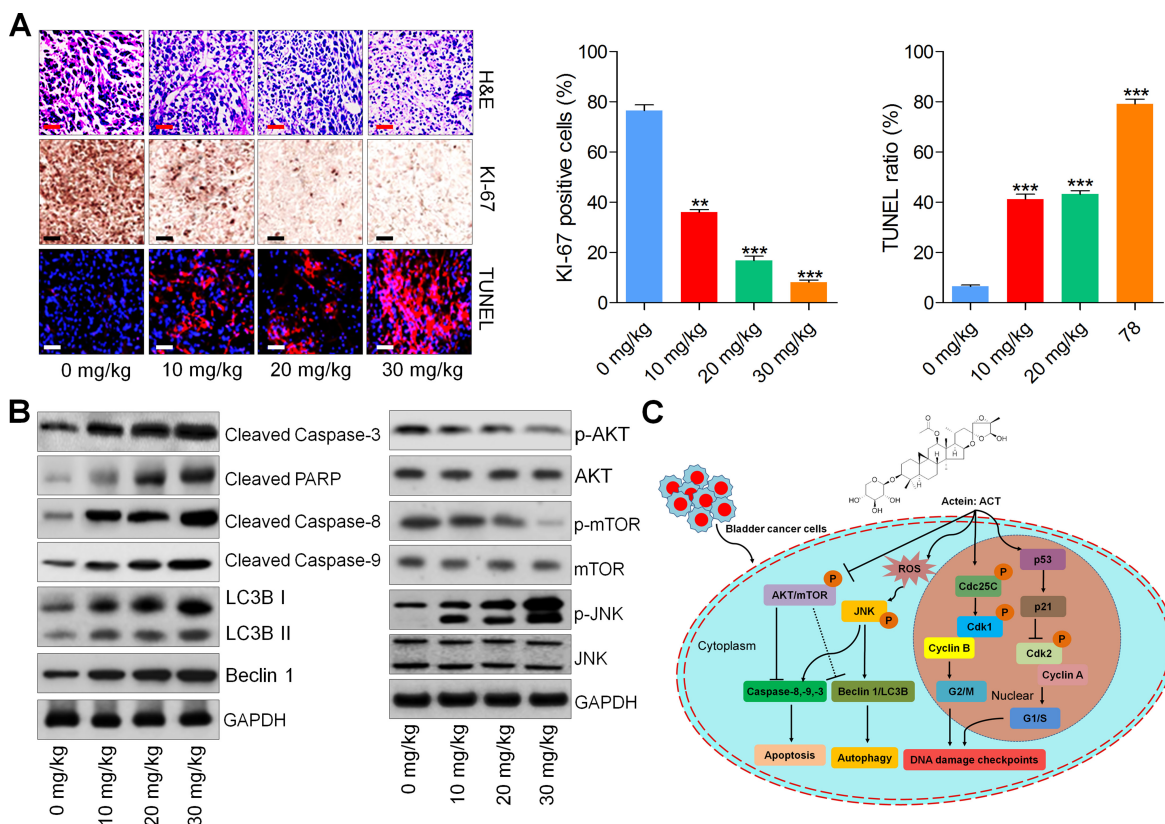 A
H&E
KI-67
TUNEL
0 mg/kg
10 mg/kg
20 mg/kg
30 mg/kg
KI-67 positive cells (%)
100
80
60
40
20
0
**
***
***
0 mg/kg
10 mg/kg
20 mg/kg
30 mg/kg
TUNEL ratio (%)
100
80
60
40
20
0
***
***
***
0 mg/kg
10 mg/kg
20 mg/kg
78
B
Cleaved Caspase-3
Cleaved PARP
Cleaved Caspase-8
Cleaved Caspase-9
LC3B I
LC3B II
Beclin 1
GAPDH
0 mg/kg
10 mg/kg
20 mg/kg
30 mg/kg
p-AKT
AKT
p-mTOR
mTOR
p-JNK
JNK
GAPDH
0 mg/kg
10 mg/kg
20 mg/kg
30 mg/kg
C
Actein: ACT
Bladder cancer cells
ROS
p53
P
Cdc25C
P
AKT/mTOR
JNK
P
p21
P
Cdk1
P
Cdk2
Cytoplasm
Cyclin B
Cyclin A
Caspase-8,-9,-3
Beclin 1/LC3B
G2/M
Nuclear
G1/S
Apoptosis
Autophagy
DNA damage checkpoints